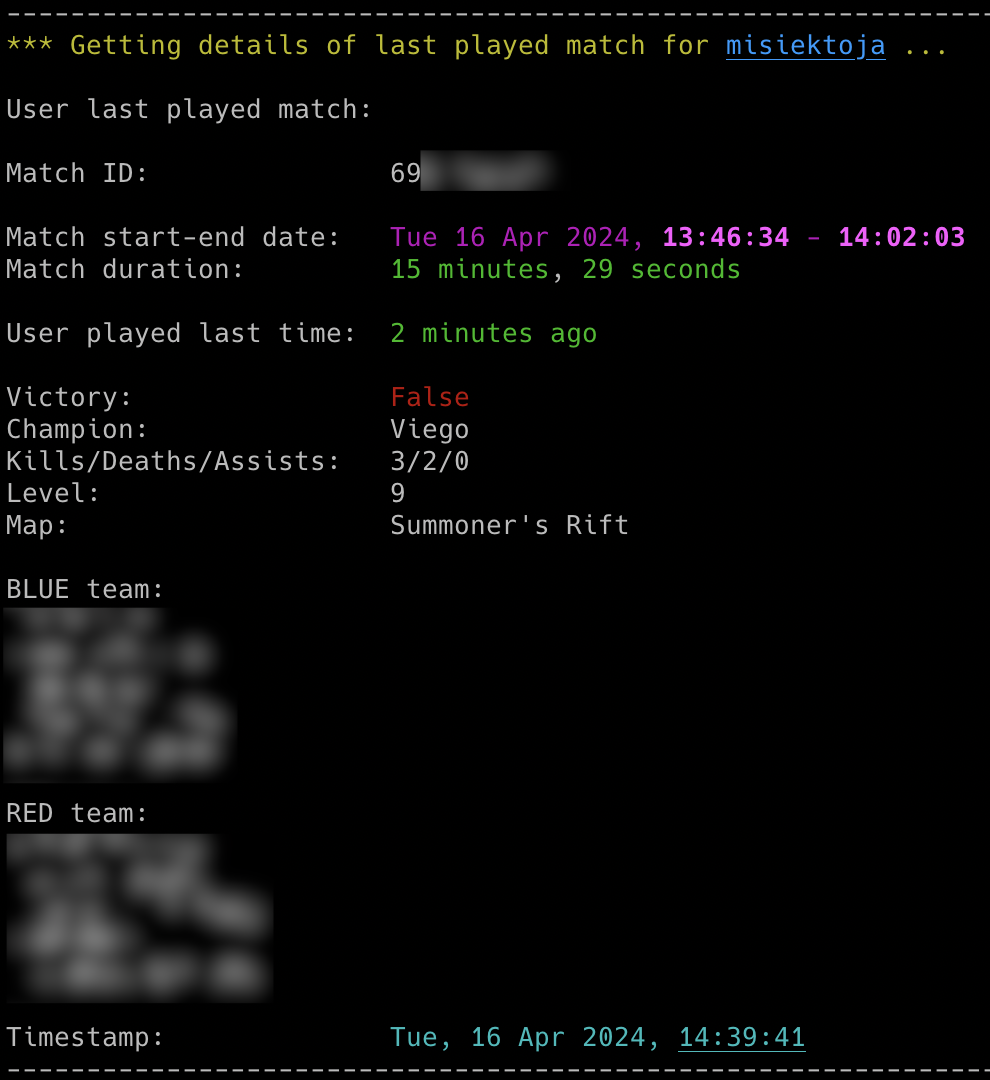 *** Getting details of last played match for misiektoja ...
User last played match:
Match ID: 69
Match start-end date: Tue 16 Apr 2024, 13:46:34 - 14:02:03
Match duration: 15 minutes, 29 seconds
User played last time: 2 minutes ago
Victory: False
Champion: Viego
Kills/Deaths/Assists: 3/2/0
Level: 9
Map: Summoner's Rift
BLUE team:
RED team:
Timestamp: Tue, 16 Apr 2024, 14:39:41